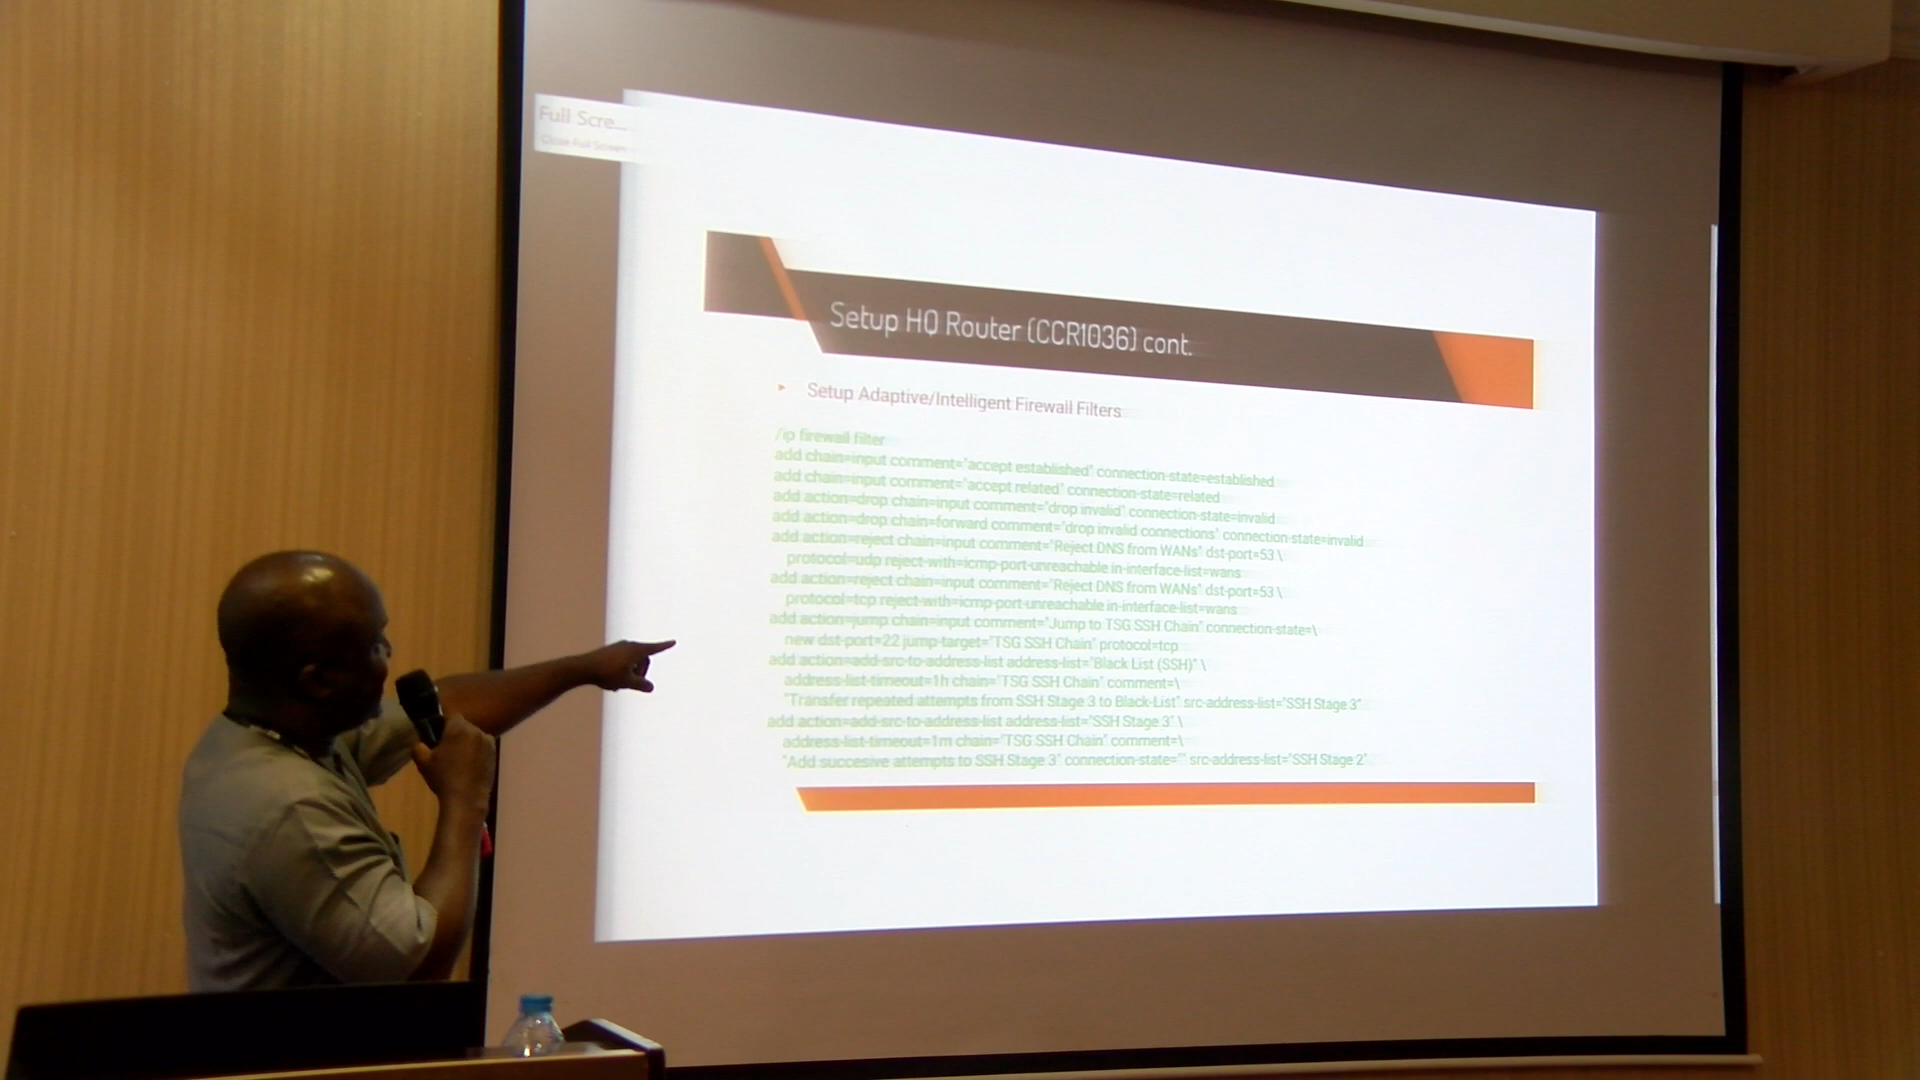 Full Scre...
Close Full Screen
Setup HQ Router (CCR1036) cont.
Setup Adaptive/Intelligent Firewall Filters
/ip firewall filter
add chain=input comment="accept established" connection-state=established
add chain=input comment="accept related" connection-state=related
add action=drop chain=input comment="drop invalid" connection-state=invalid
add action=drop chain=forward comment="drop invalid connections" connection-state=invalid
add action=reject chain=input comment="Reject DNS from WANs" dst-port=53 \
protocol=udp reject-with=icmp-port-unreachable in-interface-list=wans
add action=reject chain=input comment="Reject DNS from WANs" dst-port=53 \
protocol=tcp reject-with=icmp-port-unreachable in-interface-list=wans
add action=jump chain=input comment="Jump to TSG SSH Chain" connection-state=\
new dst-port=22 jump-target="TSG SSH Chain" protocol=tcp
add action=add-src-to-address-list address-list="Black List (SSH)" \
address-list-timeout=1h chain="TSG SSH Chain" comment=\
"Transfer repeated attempts from SSH Stage 3 to Black-List" src-address-list="SSH Stage 3"
add action=add-src-to-address-list address-list="SSH Stage 3" \
address-list-timeout=1m chain="TSG SSH Chain" comment=\
"Add succesive attempts to SSH Stage 3" connection-state="" src-address-list="SSH Stage 2"